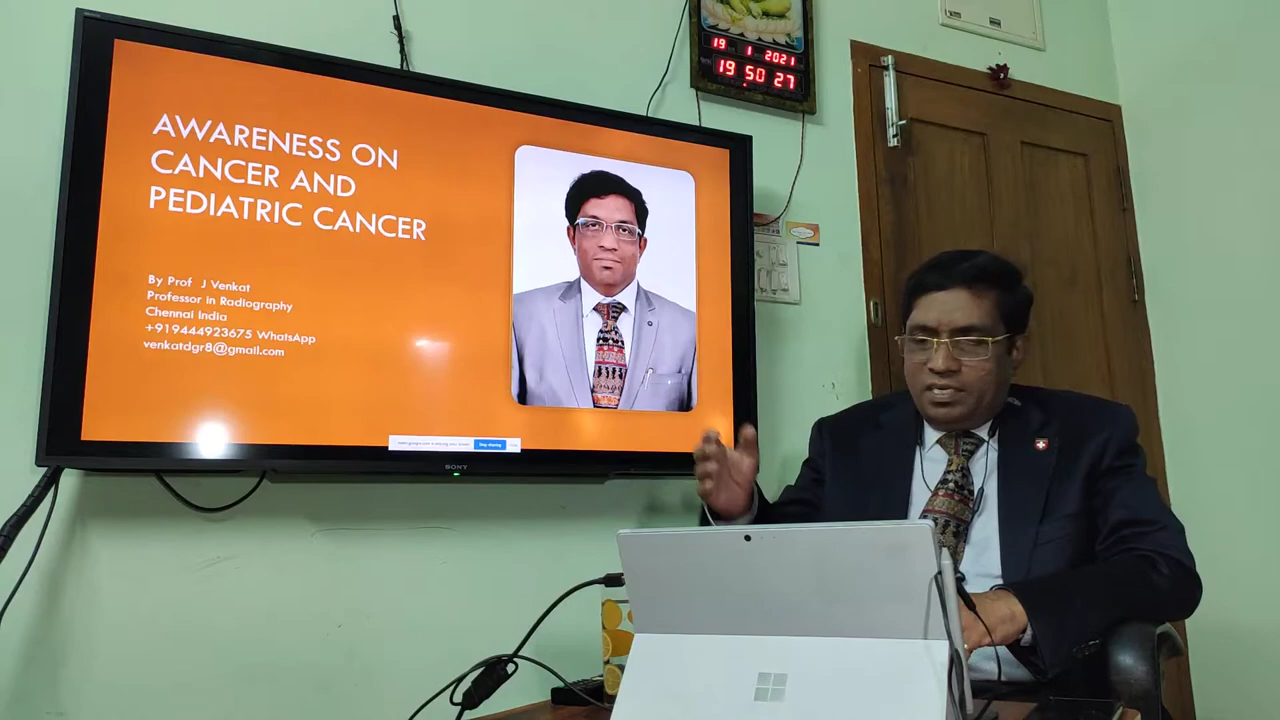 AWARENESS ON
CANCER AND
PEDIATRIC CANCER
By Prof J Venkat
Professor in Radiography
Chennai India
+919444923675 WhatsApp
venkatdgr8@gmail.com
Stop sharing
SONY
19 1 2021
19 50 27